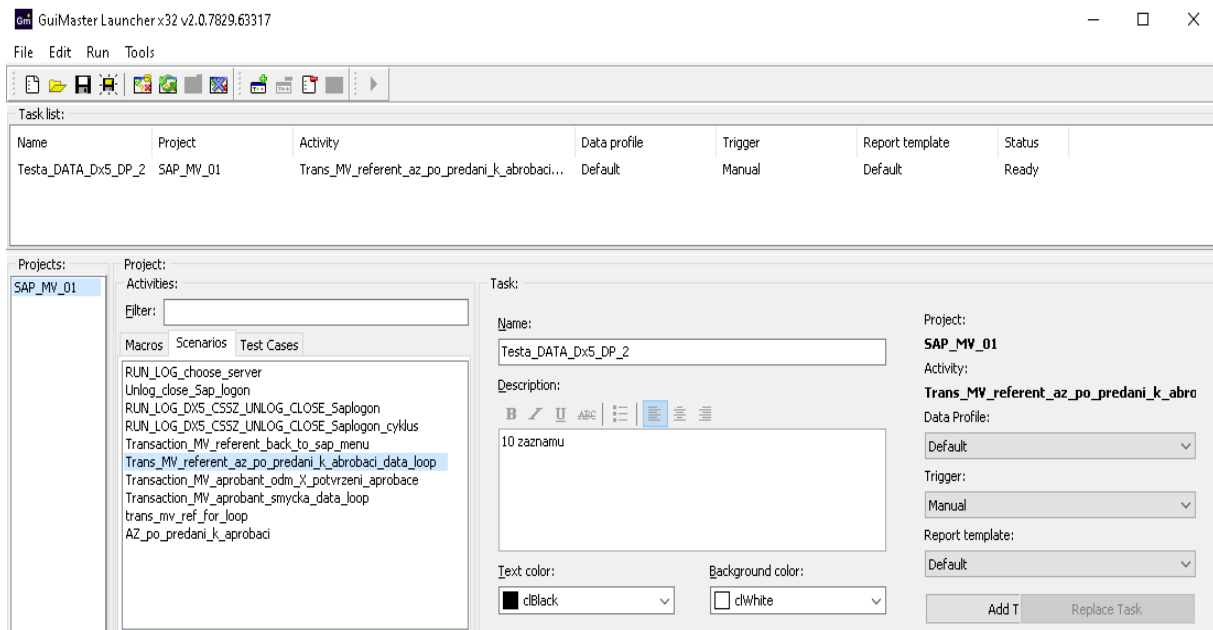 GuiMaster Launcher x32 v2.0.7829.63317
File Edit Run Tools
Task list:
Name Project Activity Data profile Trigger Report template Status
Testa_DATA_Dx5_DP_2 SAP_MV_01 Trans_MV_referent_az_po_predani_k_abrobaci... Default Manual Default Ready
Projects:
SAP_MV_01
Project:
Activities:
Filter:
Macros Scenarios Test Cases
RUN_LOG_choose_server
Unlog_close_Sap_logon
RUN_LOG_DX5_CSSZ_UNLOG_CLOSE_Saplogon
RUN_LOG_DX5_CSSZ_UNLOG_CLOSE_Saplogon_cyklus
Transaction_MV_referent_back_to_sap_menu
Trans_MV_referent_az_po_predani_k_abrobaci_data_loop
Transaction_MV_aprobant_odm_X_potvrzeni_aprobace
Transaction_MV_aprobant_smycka_data_loop
trans_mv_ref_for_loop
AZ_po_predani_k_aprobaci
Task:
Name:
Testa_DATA_Dx5_DP_2
Description:
B I U ABC
10 zaznamu
Text color:
clBlack
Background color:
clWhite
Project:
SAP_MV_01
Activity:
Trans_MV_referent_az_po_predani_k_abro
Data Profile:
Default
Trigger:
Manual
Report template:
Default
Add T
Replace Task